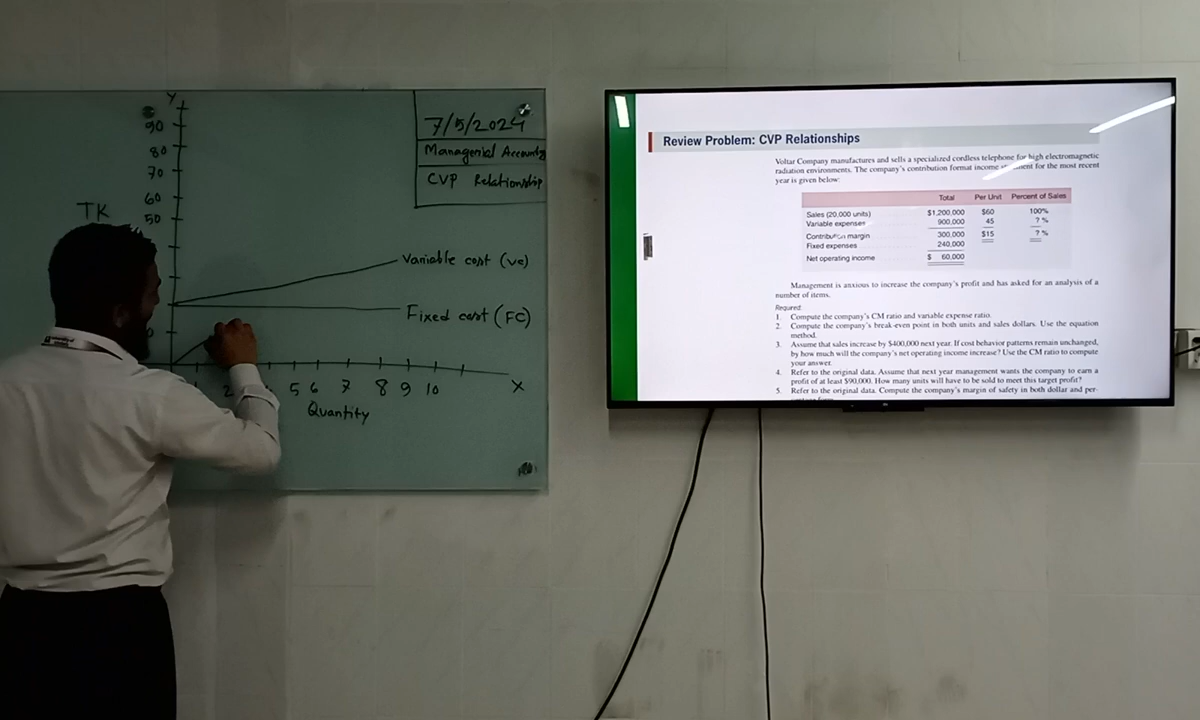 Y
90
80
70
60
50
TK
7/5/2024
Managerial Accounting
CVP Relationship
Variable cost (vc)
Fixed cost (FC)
2 5 6 7 8 9 10 X
Quantity
Review Problem: CVP Relationships
Voltar Company manufactures and sells a specialized cordless telephone for high electromagnetic
radiation environments. The company's contribution format income for the most recent
year is given below:
Total Per Unit Percent of Sales
Sales (20,000 units) $1,200,000 $60 100%
Variable expenses 900,000 45 ? %
Contribution margin 300,000 $15 ? %
Fixed expenses 240,000
Net operating income $ 60,000
Management is anxious to increase the company's profit and has asked for an analysis of a
number of items.
Required:
1. Compute the company's CM ratio and variable expense ratio.
2. Compute the company's break-even point in both units and sales dollars. Use the equation
method.
3. Assume that sales increase by $400,000 next year. If cost behavior patterns remain unchanged,
by how much will the company's net operating income increase? Use the CM ratio to compute
your answer.
4. Refer to the original data. Assume that next year management wants the company to earn a
profit of at least $90,000. How many units will have to be sold to meet this target profit?
5. Refer to the original data. Compute the company's margin of safety in both dollar and per-